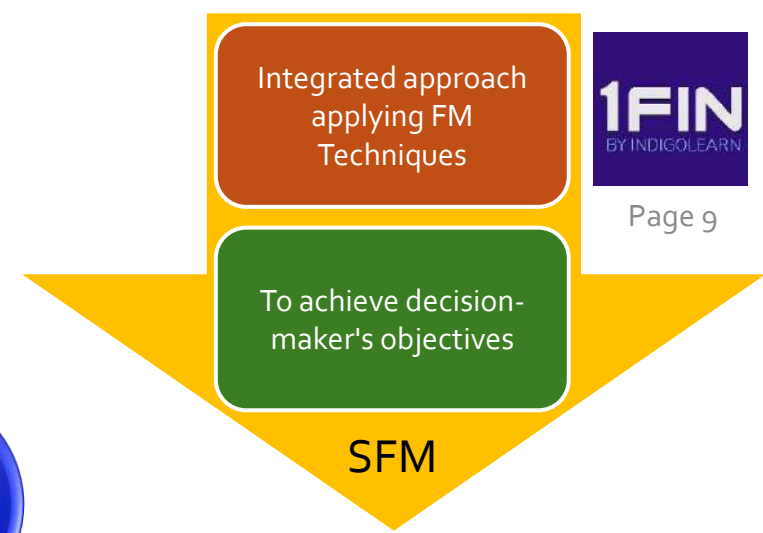 Integrated approach
applying FM
Techniques
1FIN
BY INDIGOLEARN
Page 9
To achieve decision-
maker's objectives
SFM